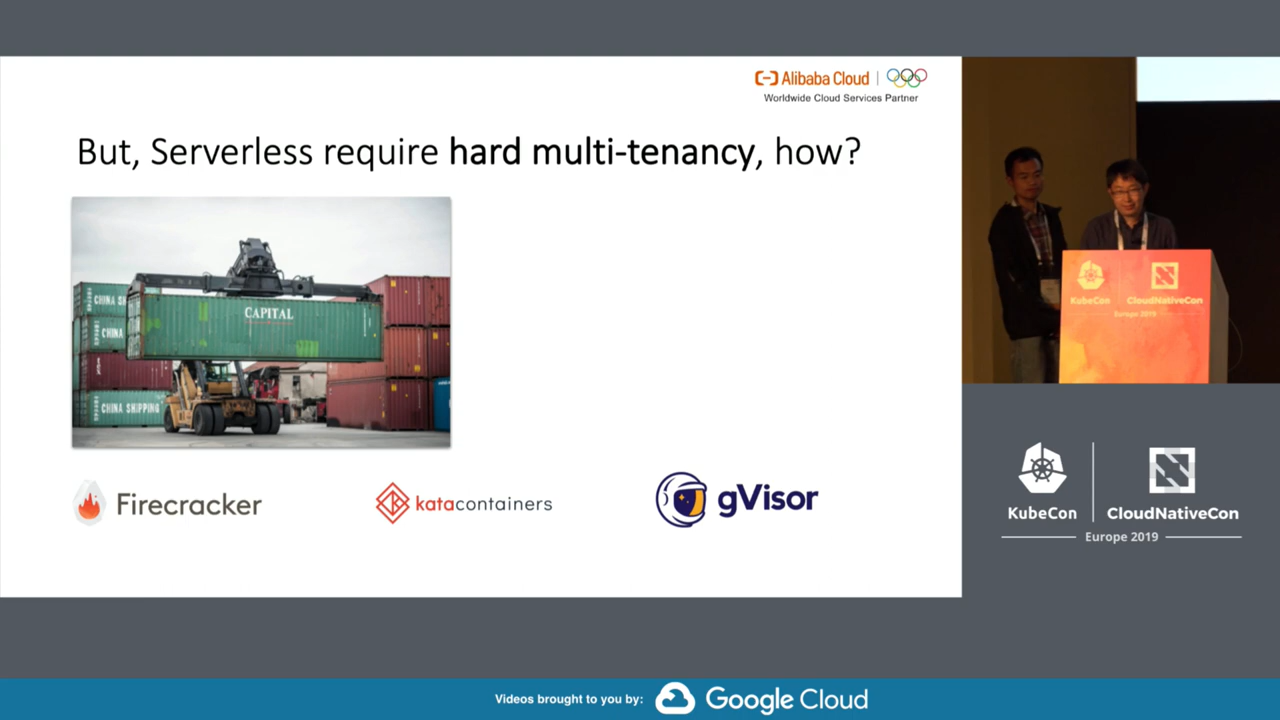 Alibaba Cloud
Worldwide Cloud Services Partner
But, Serverless require hard multi-tenancy, how?
CHINA SH
CAPITAL
CHINA
CHINA SHIPPING
Firecracker
katacontainers
gVisor
KubeCon
CloudNativeCon
Europe 2019
KubeCon
CloudNativeCon
Europe 2019
Videos brought to you by:
Google Cloud